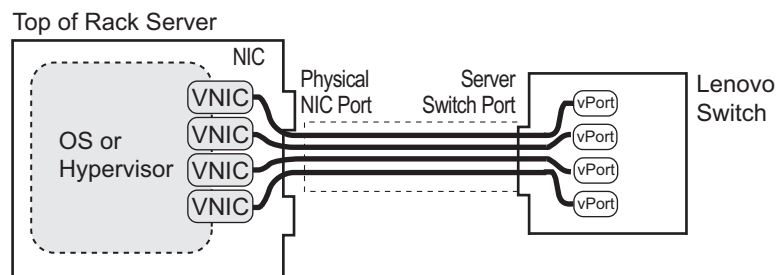 Top of Rack Server
NIC
Physical
NIC Port
Server
Switch Port
Lenovo
Switch
OS or
Hypervisor
VNIC
VNIC
VNIC
VNIC
vPort
vPort
vPort
vPort